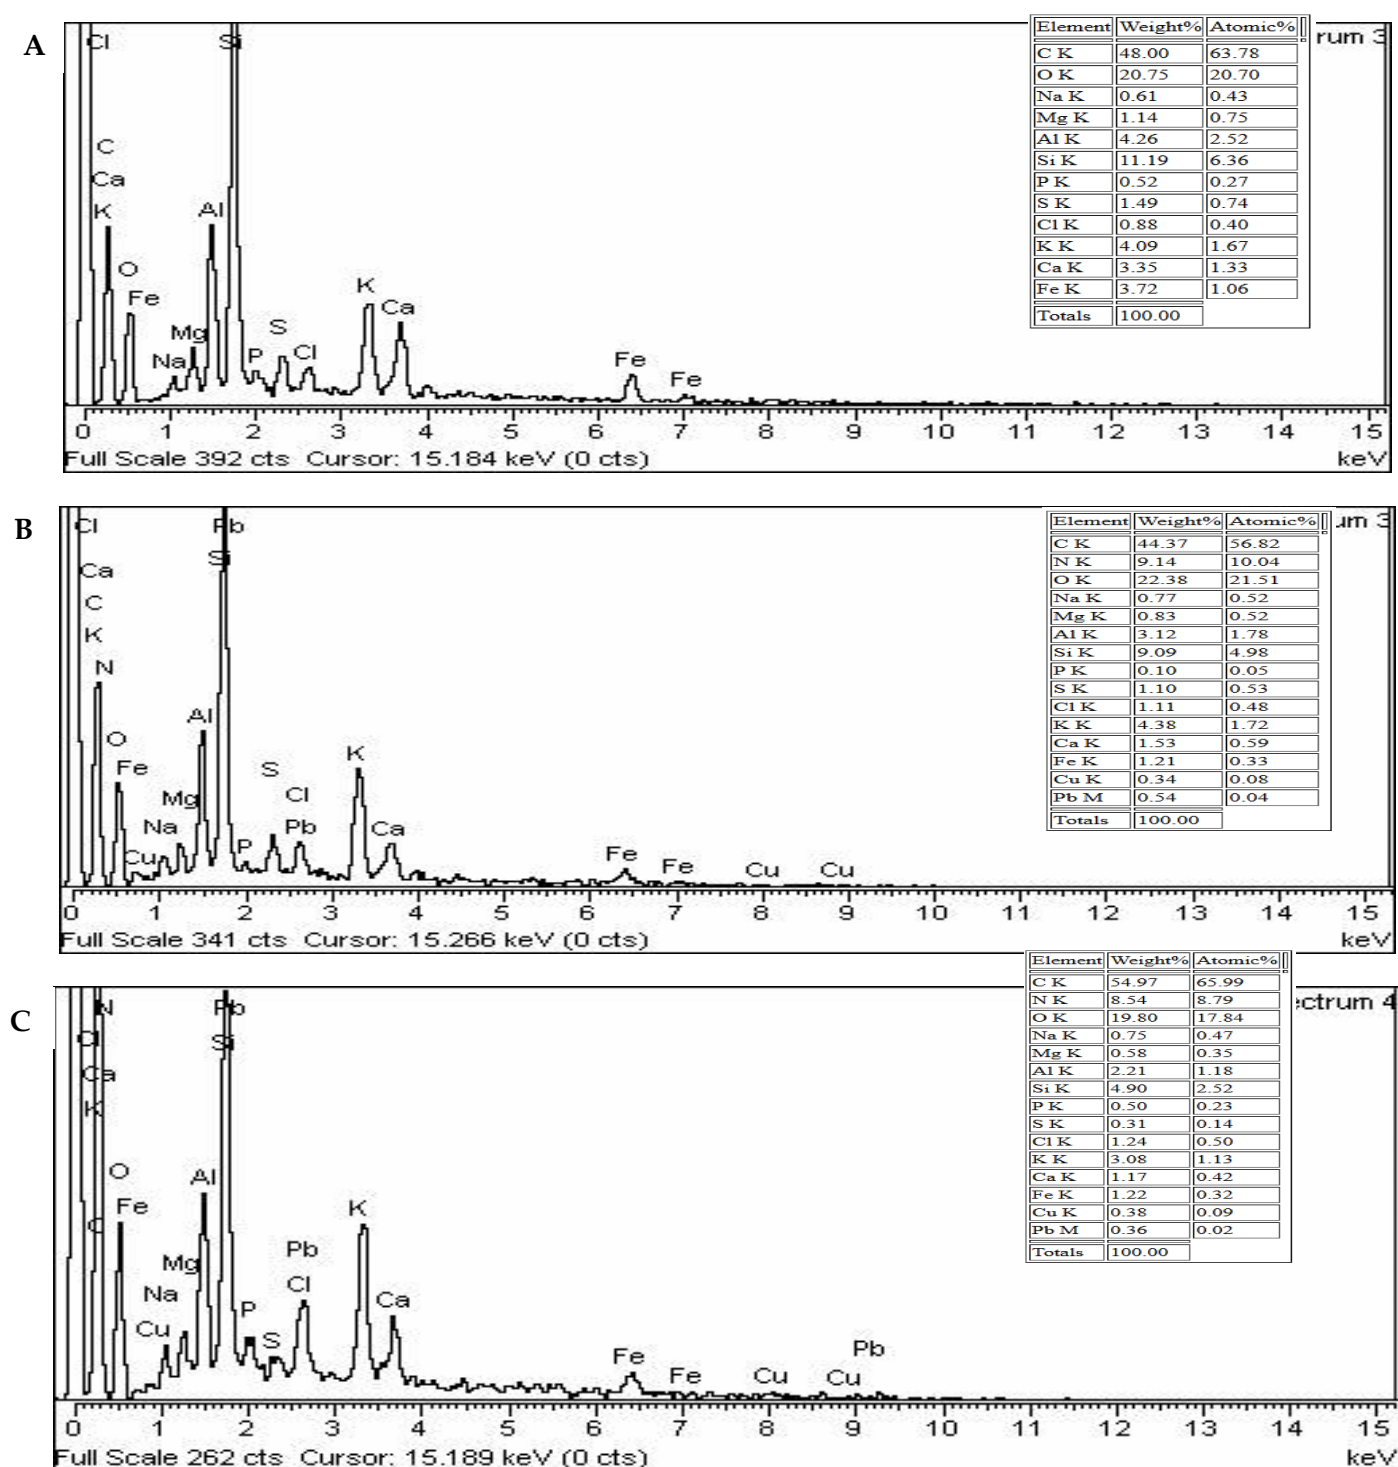 A
Element Weight% Atomic%
rum 3
C K 48.00 63.78
O K 20.75 20.70
Na K 0.61 0.43
Mg K 1.14 0.75
Al K 4.26 2.52
Si K 11.19 6.36
P K 0.52 0.27
S K 1.49 0.74
Cl K 0.88 0.40
K K 4.09 1.67
Ca K 3.35 1.33
Fe K 3.72 1.06
Totals 100.00
Cl Si
C
Ca
K Al
O
Fe K
Ca
Mg S
Na P Cl Fe Fe
0 1 2 3 4 5 6 7 8 9 10 11 12 13 14 15
Full Scale 392 cts Cursor: 15.184 keV (0 cts) keV
B
Element Weight% Atomic%
um 3
C K 44.37 56.82
N K 9.14 10.04
O K 22.38 21.51
Na K 0.77 0.52
Mg K 0.83 0.52
Al K 3.12 1.78
Si K 9.09 4.98
P K 0.10 0.05
S K 1.10 0.53
Cl K 1.11 0.48
K K 4.38 1.72
Ca K 1.53 0.59
Fe K 1.21 0.33
Cu K 0.34 0.08
Pb M 0.54 0.04
Totals 100.00
Cl Pb
Si
Ca
C
K
N
Al
O K
Fe S
Mg Cl
Na Pb Ca
Cu P Fe Fe Cu Cu
0 1 2 3 4 5 6 7 8 9 10 11 12 13 14 15
Full Scale 341 cts Cursor: 15.266 keV (0 cts) keV
C
Element Weight% Atomic%
ectrum 4
C K 54.97 65.99
N K 8.54 8.79
O K 19.80 17.84
Na K 0.75 0.47
Mg K 0.58 0.35
Al K 2.21 1.18
Si K 4.90 2.52
P K 0.50 0.23
S K 0.31 0.14
Cl K 1.24 0.50
K K 3.08 1.13
Ca K 1.17 0.42
Fe K 1.22 0.32
Cu K 0.38 0.09
Pb M 0.36 0.02
Totals 100.00
N Pb
Cl Si
Ca
K
O Al
Fe K
C
Mg Pb
Na Cl Ca
Cu P
S Fe Fe Cu Cu Pb
0 1 2 3 4 5 6 7 8 9 10 11 12 13 14 15
Full Scale 262 cts Cursor: 15.189 keV (0 cts) keV